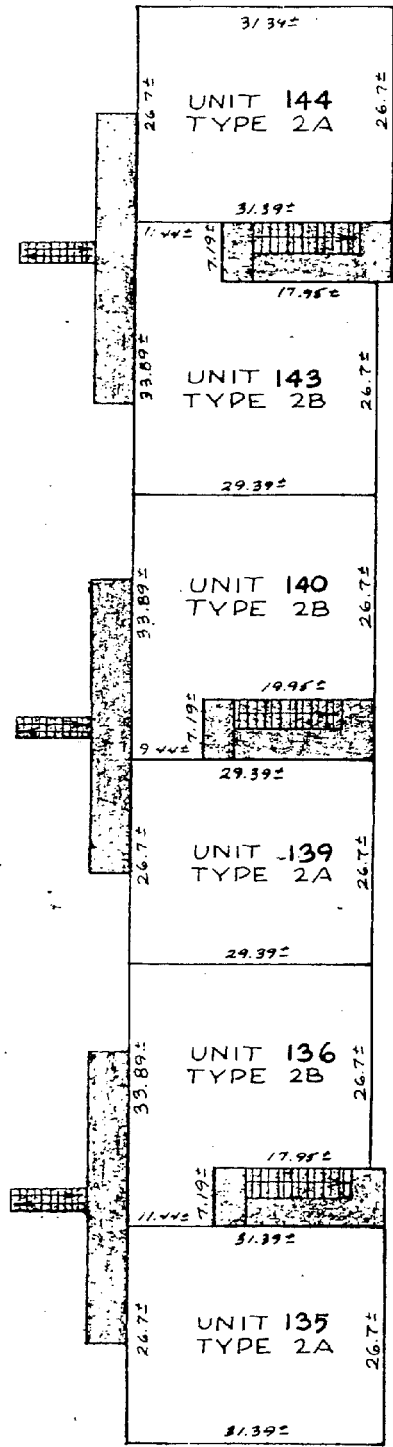 31.39±
26.7±
UNIT 144
TYPE 2A
26.7±
31.39±
11.44±
7.19±
17.95±
33.89±
UNIT 143
TYPE 2B
26.7±
29.39±
33.89±
UNIT 140
TYPE 2B
26.7±
19.95±
7.19±
9.44±
29.39±
26.7±
UNIT 139
TYPE 2A
26.7±
29.39±
33.89±
UNIT 136
TYPE 2B
26.7±
17.95±
7.19±
11.44±
31.39±
26.7±
UNIT 135
TYPE 2A
26.7±
31.39±